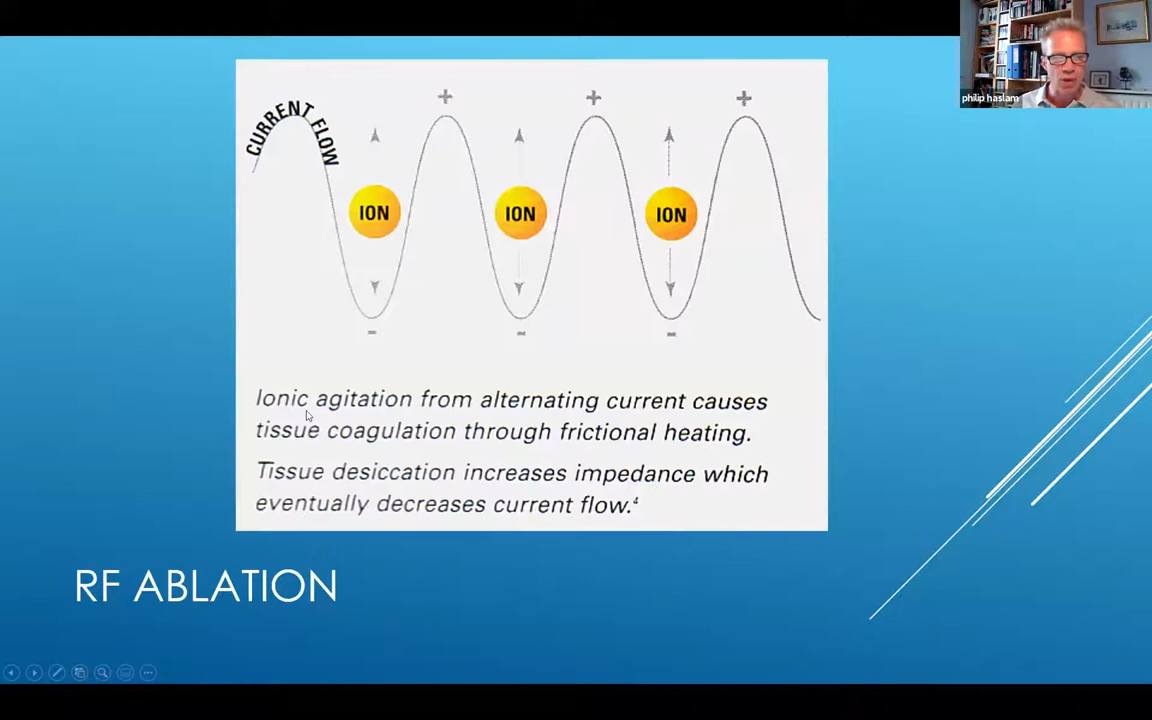 philip haslam
CURRENT FLOW
+ + +
ION ION ION
- - -
Ionic agitation from alternating current causes
tissue coagulation through frictional heating.
Tissue desiccation increases impedance which
eventually decreases current flow.⁴
RF ABLATION